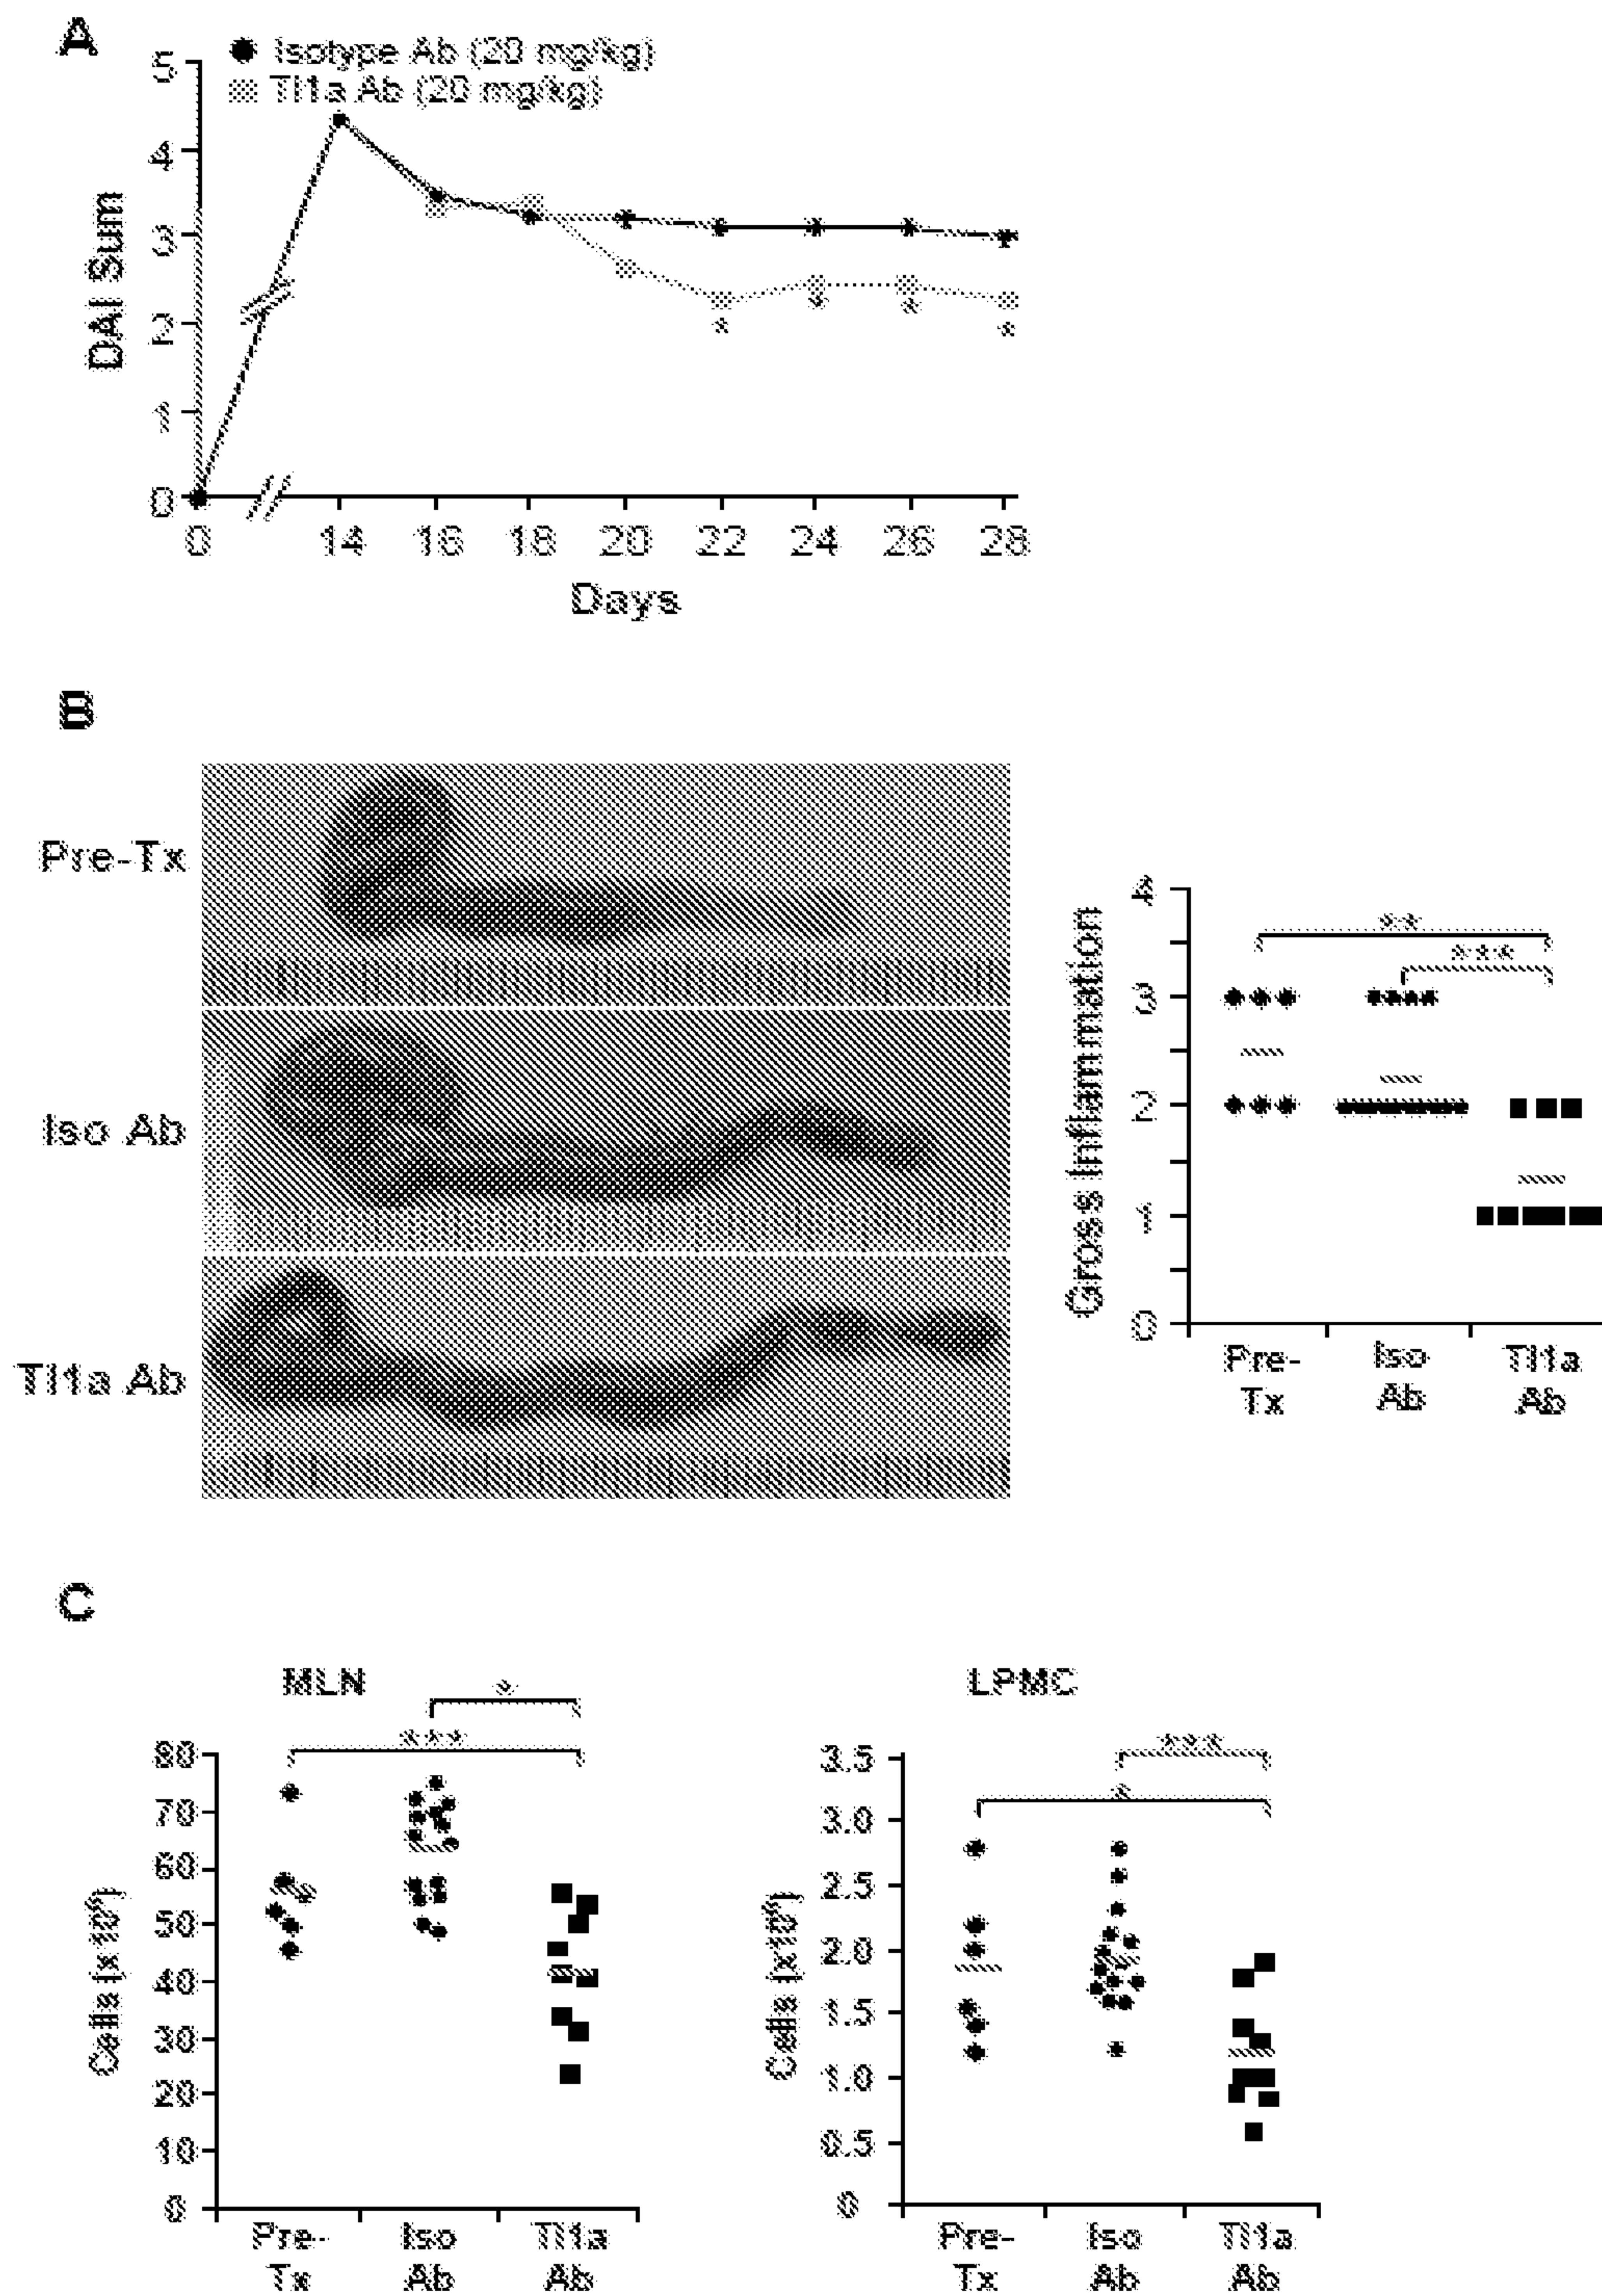 A
Isotype Ab (20 mg/kg)
Tl1a Ab (20 mg/kg)
DAI Sum
5
4
3
2
1
0
0 14 16 18 20 22 24 26 28
Days
* * * *
B
Pre-Tx
Iso Ab
Tl1a Ab
Gross Inflammation
4
3
2
1
0
**
***
Pre-Tx
Iso Ab
Tl1a Ab
C
MLN
*
***
Cells (x10⁶)
80
70
60
50
40
30
20
10
0
Pre-Tx
Iso Ab
Tl1a Ab
LPMC
***
*
Cells (x10⁶)
3.5
3.0
2.5
2.0
1.5
1.0
0.5
0
Pre-Tx
Iso Ab
Tl1a Ab